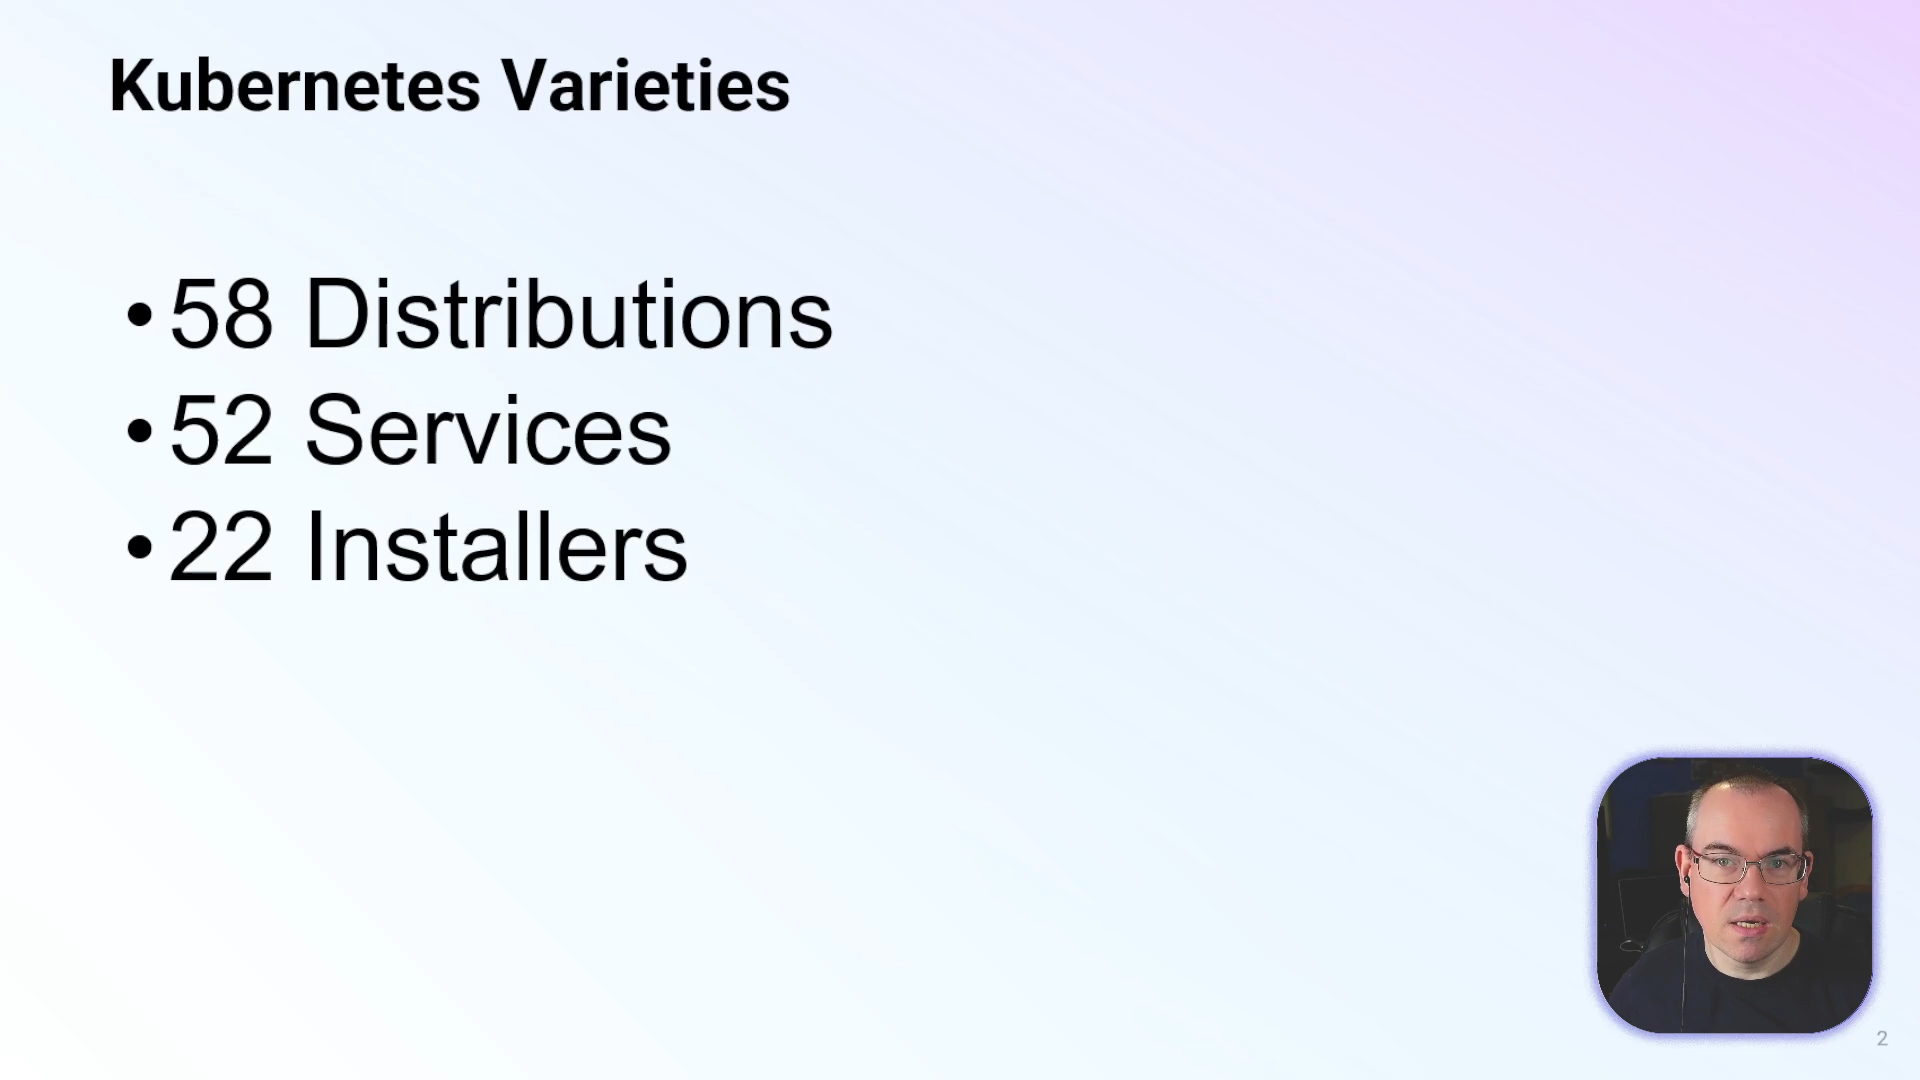 Kubernetes Varieties
• 58 Distributions
• 52 Services
• 22 Installers
2